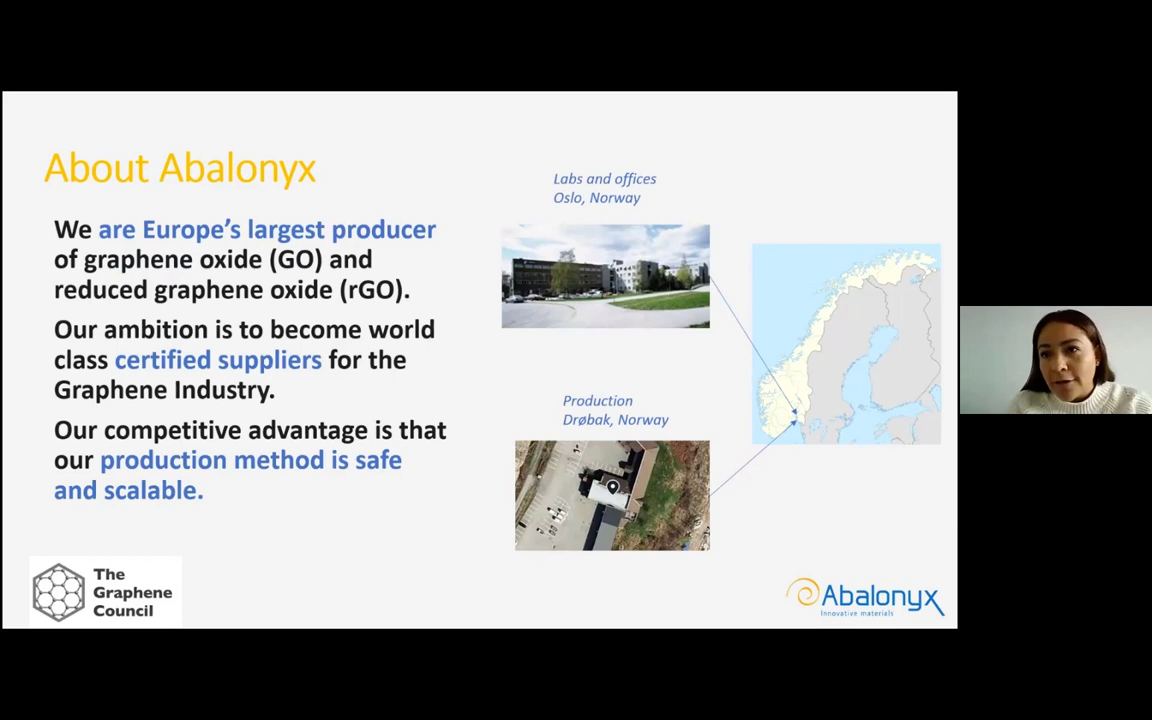 About Abalonyx
We are Europe's largest producer
of graphene oxide (GO) and
reduced graphene oxide (rGO).
Our ambition is to become world
class certified suppliers for the
Graphene Industry.
Our competitive advantage is that
our production method is safe
and scalable.
Labs and offices
Oslo, Norway
Production
Drøbak, Norway
The
Graphene
Council
Abalonyx
Innovative materials